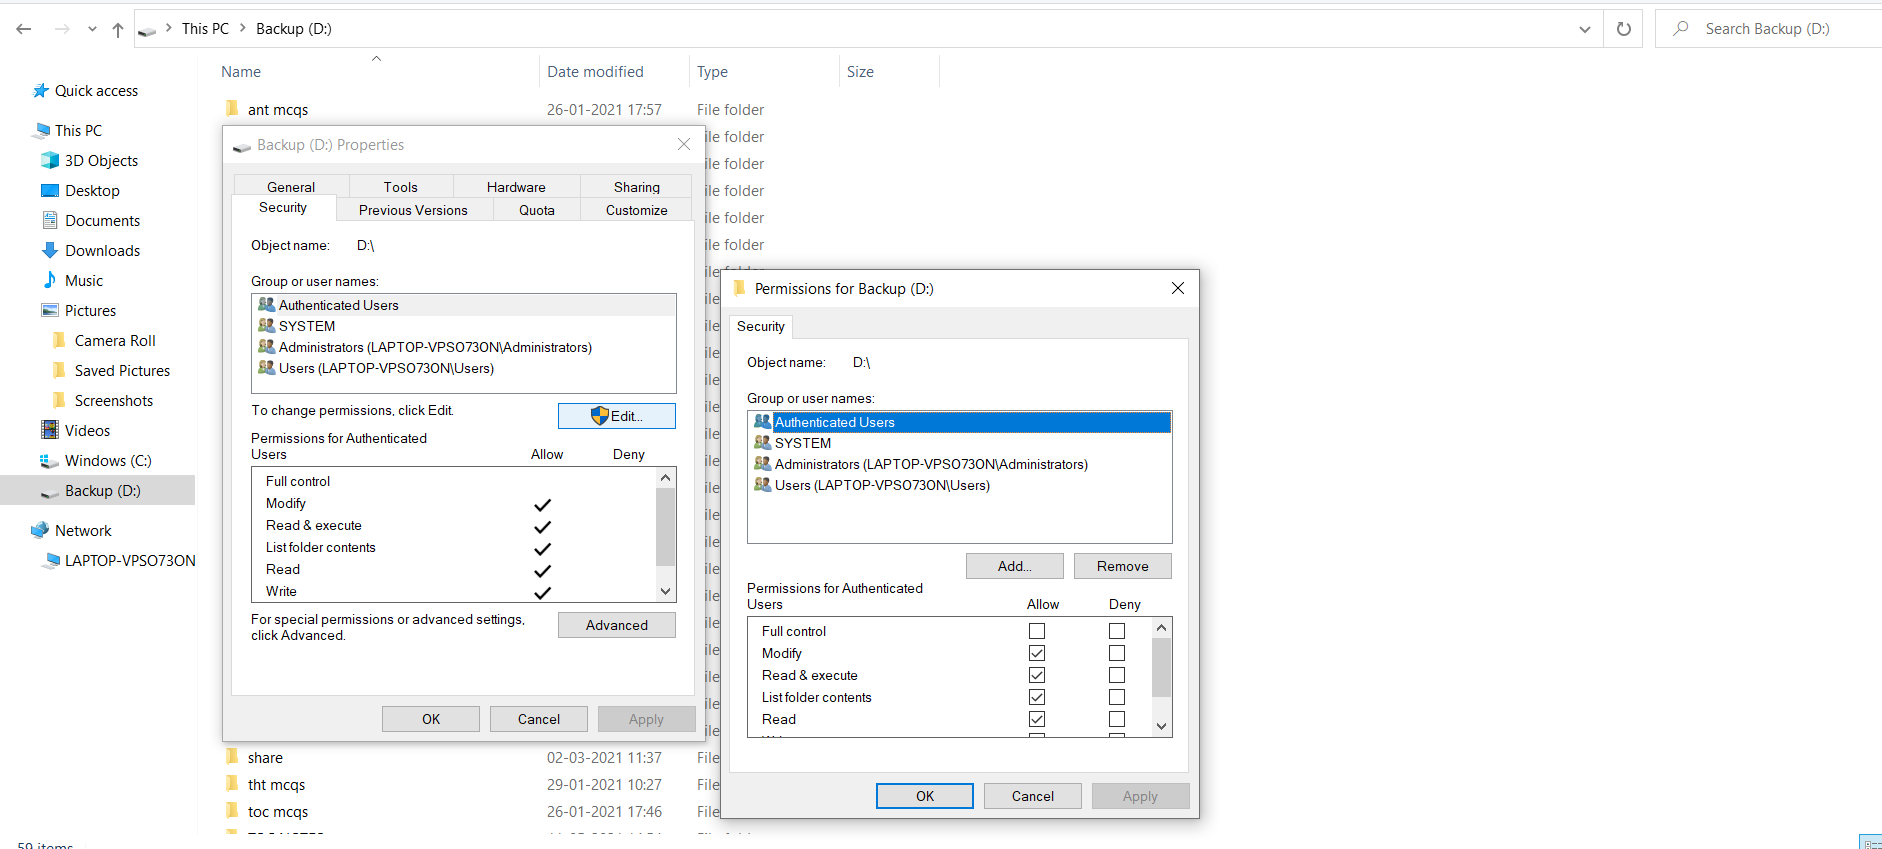 This PC > Backup (D:)
Search Backup (D:)
Name Date modified Type Size
Quick access
This PC
3D Objects
Desktop
Documents
Downloads
Music
Pictures
Camera Roll
Saved Pictures
Screenshots
Videos
Windows (C:)
Backup (D:)
Network
LAPTOP-VPSO73ON
ant mcqs 26-01-2021 17:57 File folder
ile folder
ile folder
ile folder
ile folder
ile folder
Backup (D:) Properties
General Tools Hardware Sharing
Security Previous Versions Quota Customize
Object name: D:\
Group or user names:
Authenticated Users
SYSTEM
Administrators (LAPTOP-VPSO73ON\Administrators)
Users (LAPTOP-VPSO73ON\Users)
To change permissions, click Edit.
Edit...
Permissions for Authenticated
Users Allow Deny
Full control
Modify
Read & execute
List folder contents
Read
Write
For special permissions or advanced settings,
click Advanced.
Advanced
OK Cancel Apply
Permissions for Backup (D:)
Security
Object name: D:\
Group or user names:
Authenticated Users
SYSTEM
Administrators (LAPTOP-VPSO73ON\Administrators)
Users (LAPTOP-VPSO73ON\Users)
Add... Remove
Permissions for Authenticated
Users Allow Deny
Full control
Modify
Read & execute
List folder contents
Read
OK Cancel Apply
share 02-03-2021 11:37 File
tht mcqs 29-01-2021 10:27 File
toc mcqs 26-01-2021 17:46 File
59 items